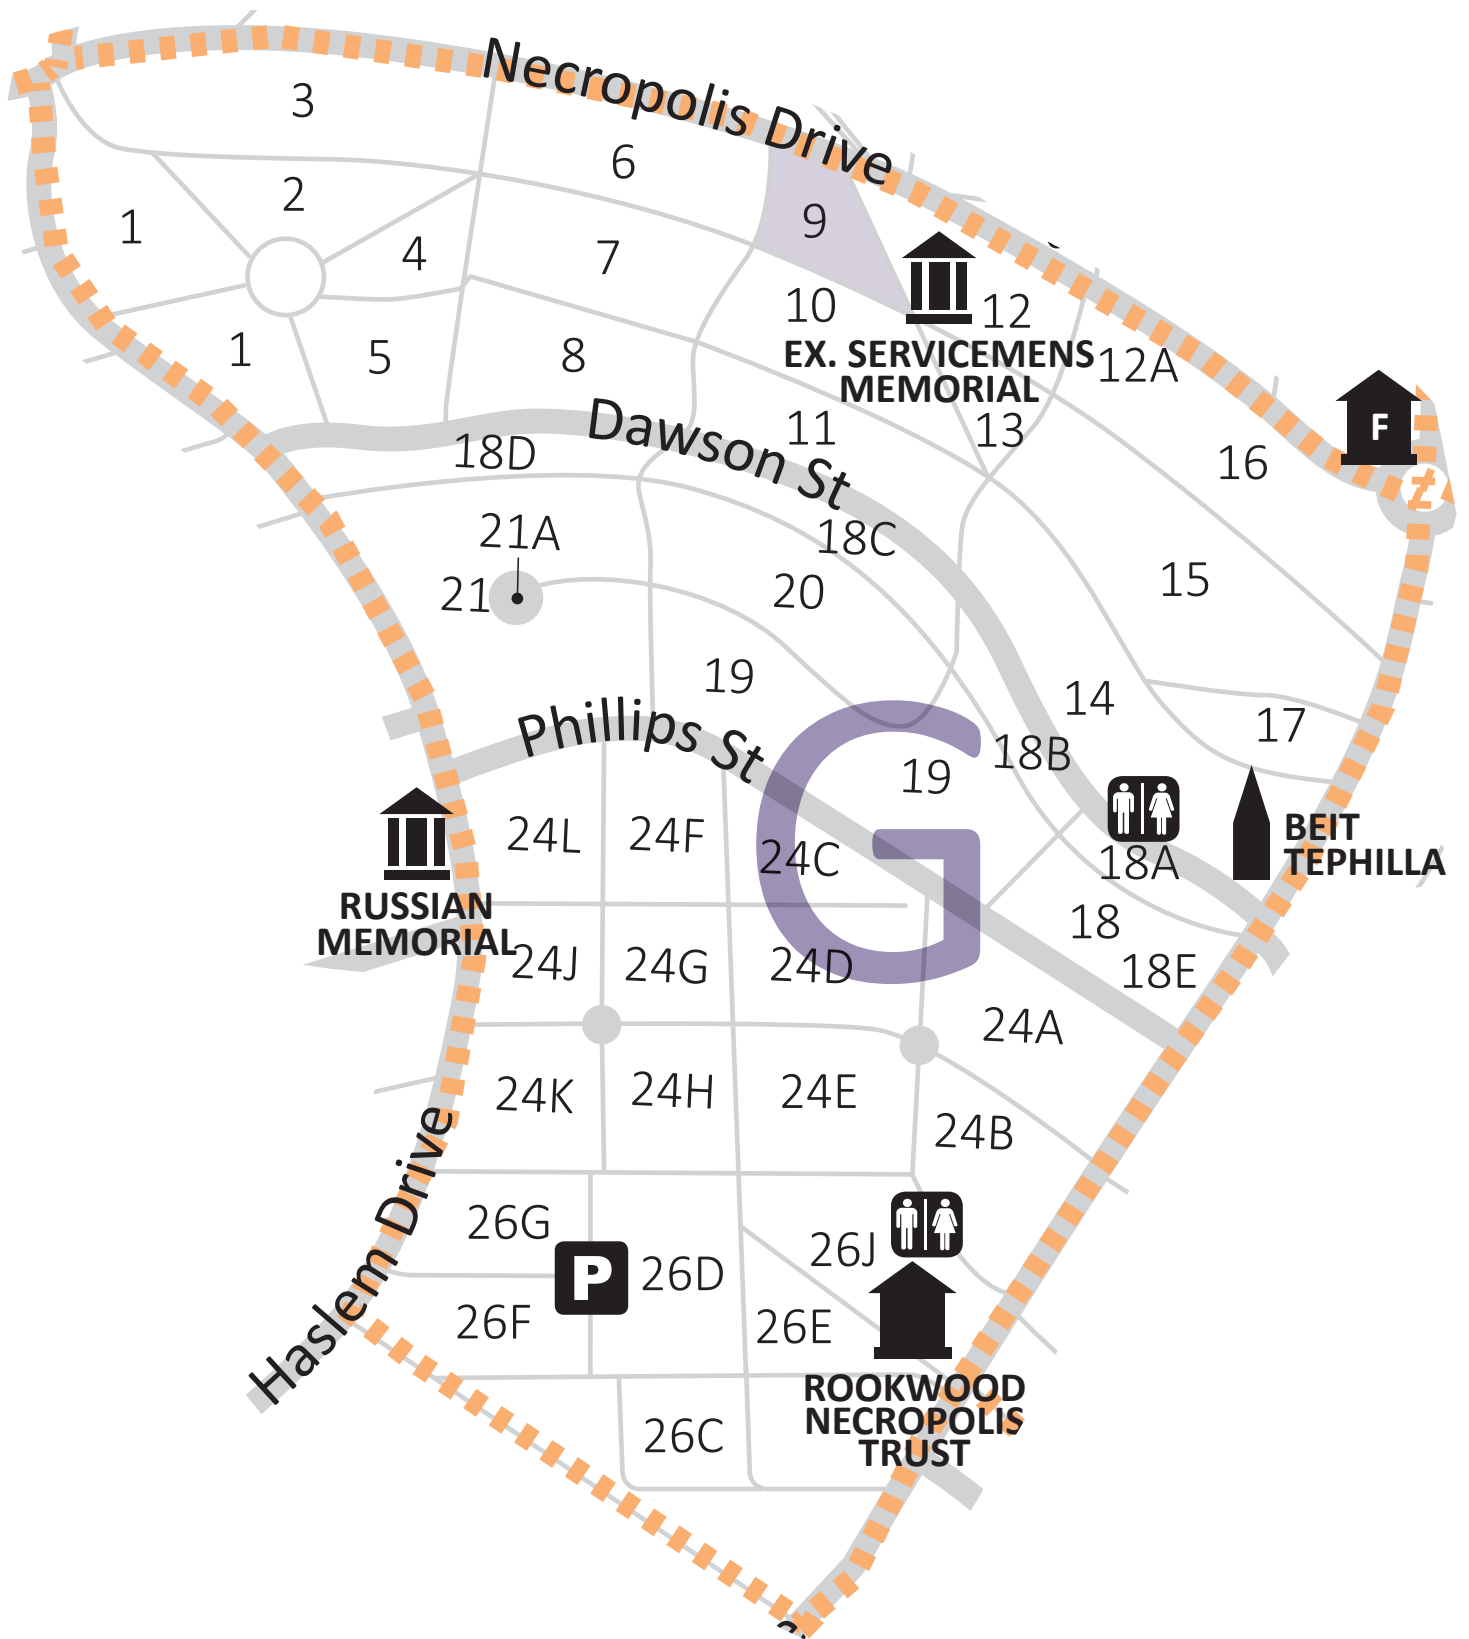 Necropolis Drive
3
6
2
1
9
4
7
10
12
1
5
8
EX. SERVICEMENS
MEMORIAL
12A
F
Dawson St
11
13
18D
16
21A
18C
21
20
15
19
14
Phillips St
17
18B
19
24L
24F
24C
G
BEIT
TEPHILLA
18A
RUSSIAN
MEMORIAL
18
24J
24G
24D
18E
24A
24K
24H
24E
24B
Haslem Drive
26G
26J
P
26D
26F
26E
ROOKWOOD
NECROPOLIS
TRUST
26C